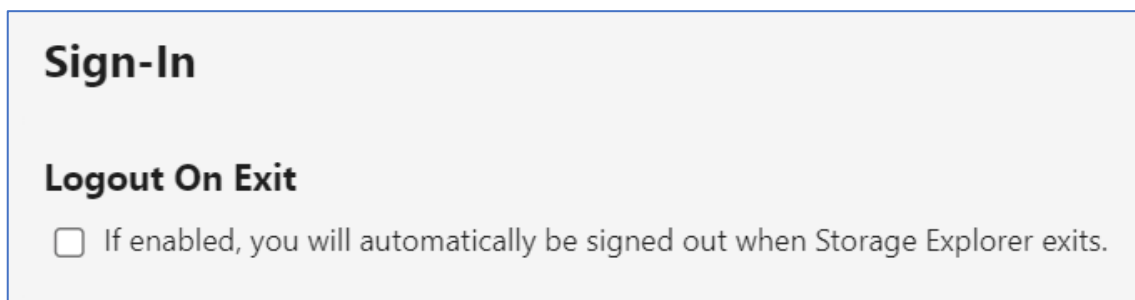 Sign-In
Logout On Exit
If enabled, you will automatically be signed out when Storage Explorer exits.